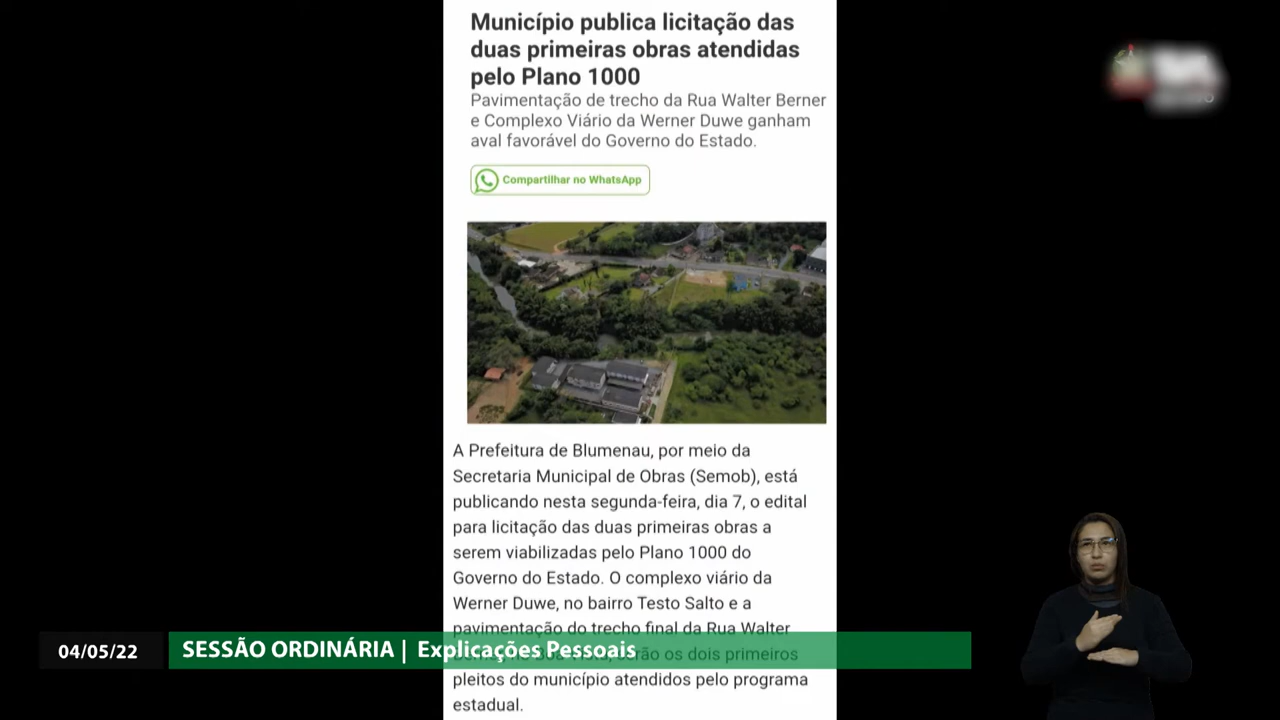 Município publica licitação das
duas primeiras obras atendidas
pelo Plano 1000
Pavimentação de trecho da Rua Walter Berner
e Complexo Viário da Werner Duwe ganham
aval favorável do Governo do Estado.
Compartilhar no WhatsApp
A Prefeitura de Blumenau, por meio da
Secretaria Municipal de Obras (Semob), está
publicando nesta segunda-feira, dia 7, o edital
para licitação das duas primeiras obras a
serem viabilizadas pelo Plano 1000 do
Governo do Estado. O complexo viário da
Werner Duwe, no bairro Testo Salto e a
pavimentação do trecho final da Rua Walter
serão os dois primeiros
pleitos do município atendidos pelo programa
estadual.
04/05/22
SESSÃO ORDINÁRIA | Explicações Pessoais